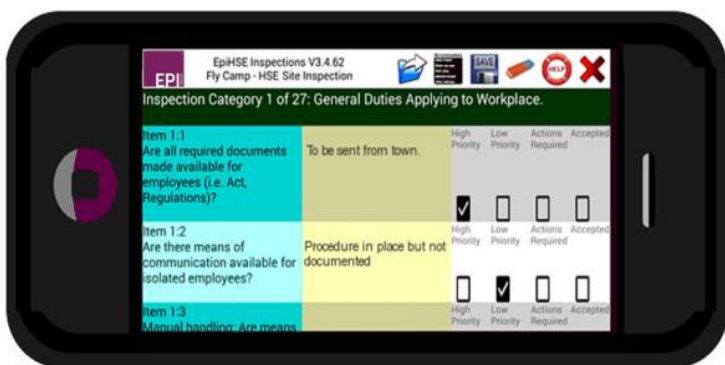 EPI
EpiHSE Inspections V3.4.62
Fly Camp - HSE Site Inspection
SAVE
HELP
Inspection Category 1 of 27: General Duties Applying to Workplace.
Item 1:1
Are all required documents
made available for
employees (i.e. Act,
Regulations)?
To be sent from town.
High Priority
Low Priority
Actions Required
Accepted
Item 1:2
Are there means of
communication available for
isolated employees?
Procedure in place but not
documented
High Priority
Low Priority
Actions Required
Accepted
Item 1:3
Manual handling: Are means
High Priority
Low Priority
Actions Required
Accepted